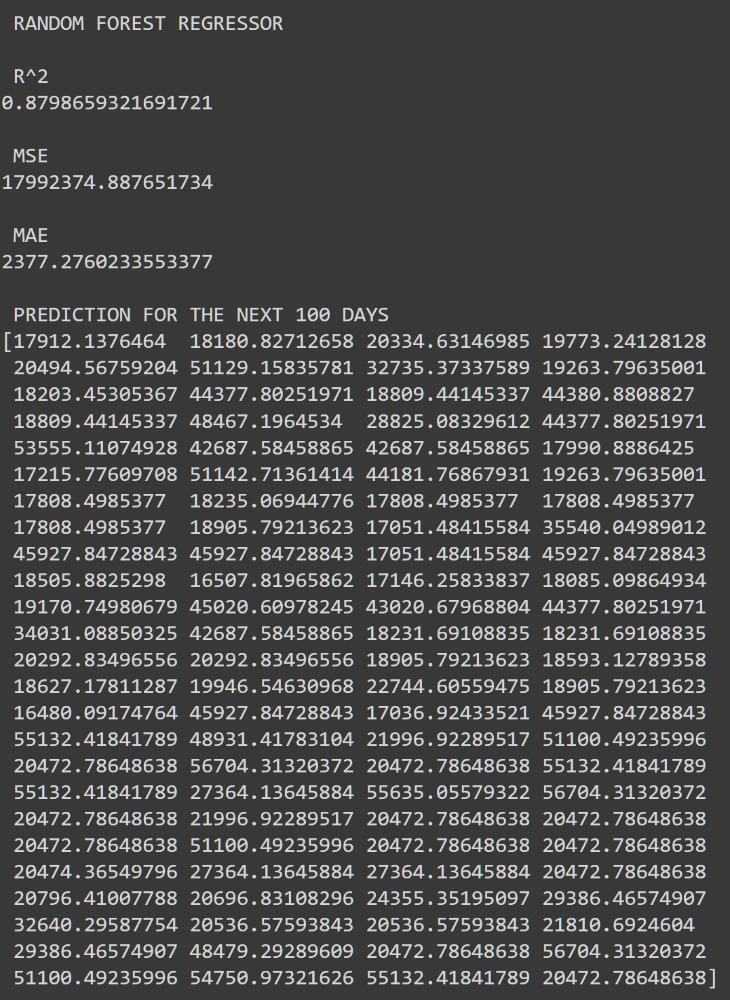 RANDOM FOREST REGRESSOR
R^2
0.8798659321691721
MSE
17992374.887651734
MAE
2377.2760233553377
PREDICTION FOR THE NEXT 100 DAYS
[17912.1376464 18180.82712658 20334.63146985 19773.24128128
20494.56759204 51129.15835781 32735.37337589 19263.79635001
18203.45305367 44377.80251971 18809.44145337 44380.8808827
18809.44145337 48467.1964534 28825.08329612 44377.80251971
53555.11074928 42687.58458865 42687.58458865 17990.8886425
17215.77609708 51142.71361414 44181.76867931 19263.79635001
17808.4985377 18235.06944776 17808.4985377 17808.4985377
17808.4985377 18905.79213623 17051.48415584 35540.04989012
45927.84728843 45927.84728843 17051.48415584 45927.84728843
18505.8825298 16507.81965862 17146.25833837 18085.09864934
19170.74980679 45020.60978245 43020.67968804 44377.80251971
34031.08850325 42687.58458865 18231.69108835 18231.69108835
20292.83496556 20292.83496556 18905.79213623 18593.12789358
18627.17811287 19946.54630968 22744.60559475 18905.79213623
16480.09174764 45927.84728843 17036.92433521 45927.84728843
55132.41841789 48931.41783104 21996.92289517 51100.49235996
20472.78648638 56704.31320372 20472.78648638 55132.41841789
55132.41841789 27364.13645884 55635.05579322 56704.31320372
20472.78648638 21996.92289517 20472.78648638 20472.78648638
20472.78648638 51100.49235996 20472.78648638 20472.78648638
20474.36549796 27364.13645884 27364.13645884 20472.78648638
20796.41007788 20696.83108296 24355.35195097 29386.46574907
32640.29587754 20536.57593843 20536.57593843 21810.6924604
29386.46574907 48479.29289609 20472.78648638 56704.31320372
51100.49235996 54750.97321626 55132.41841789 20472.78648638]